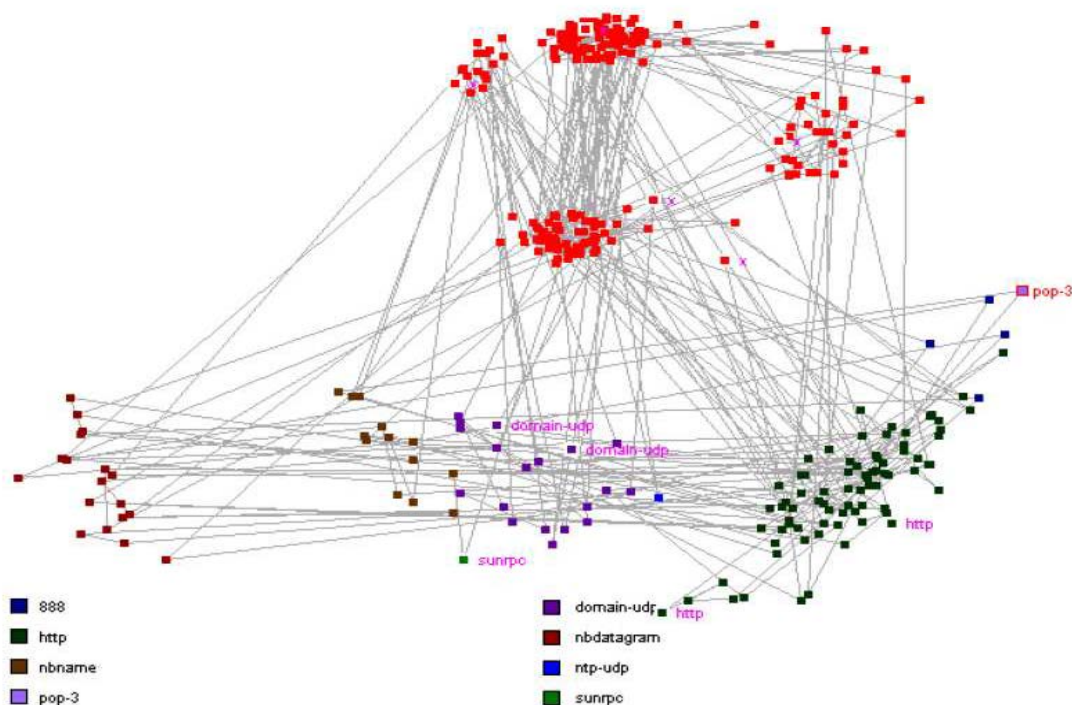 x
x
x
x
x
pop-3
domain-udp
domain-udp
http
sunrpc
http
888
http
nbname
pop-3
domain-udp
nbdatagram
ntp-udp
sunrpc